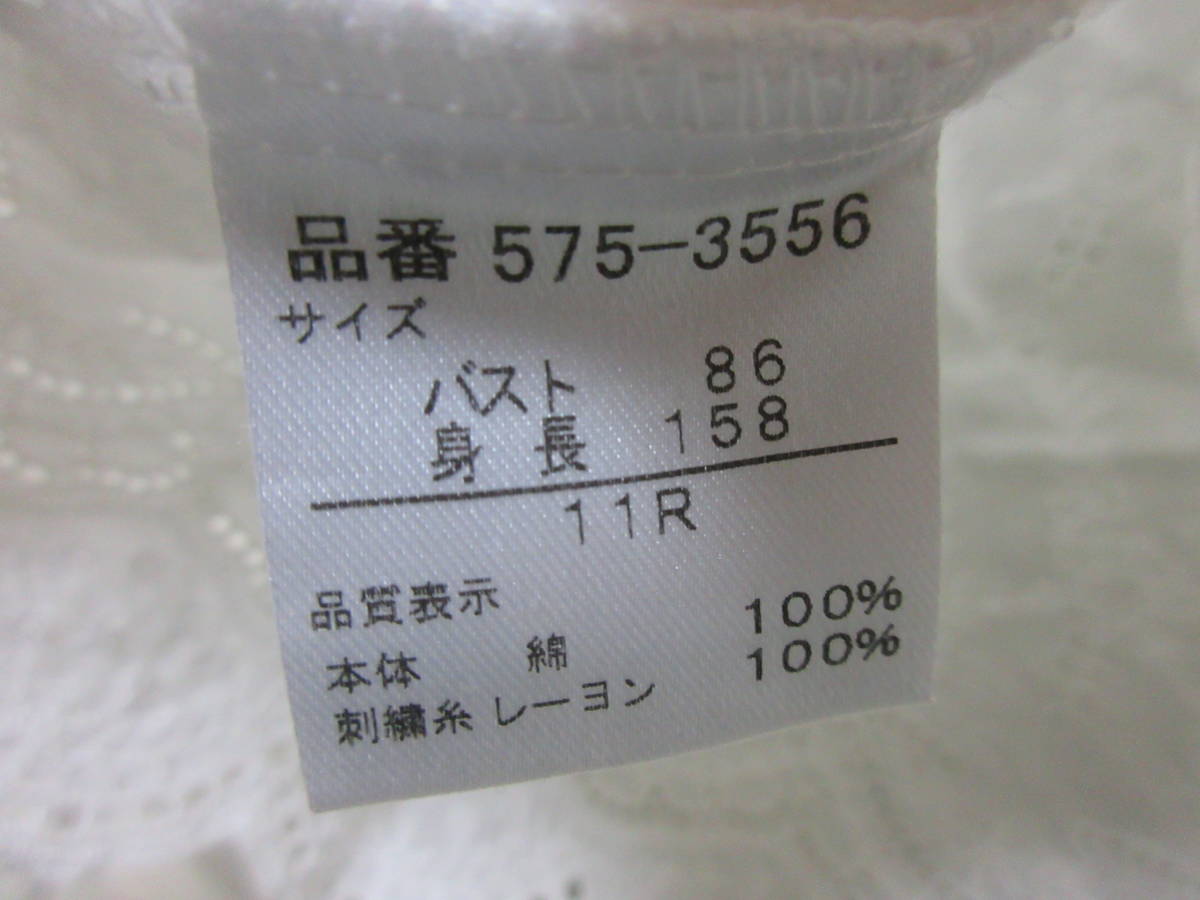 品番 575-3556
サイズ
バスト 86
身長 158
11R
品質表示
本体 綿 100%
刺繍糸 レーヨン 100%